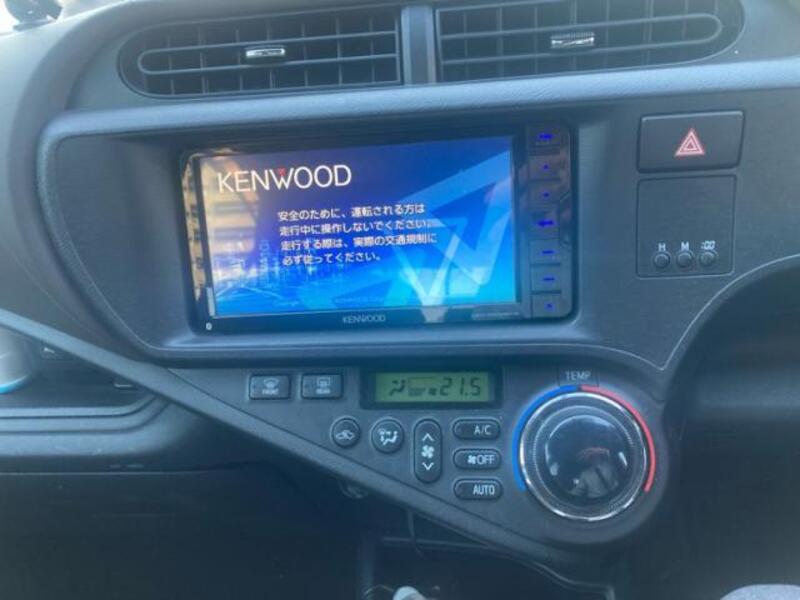 KENWOOD
安全のために、運転される方は
走行中に操作しないでください。
走行する際は、実際の交通規制に
必ず従ってください。
KENWOOD
H M :00
TEMP
FRONT
REAR
21.5
A/C
OFF
AUTO